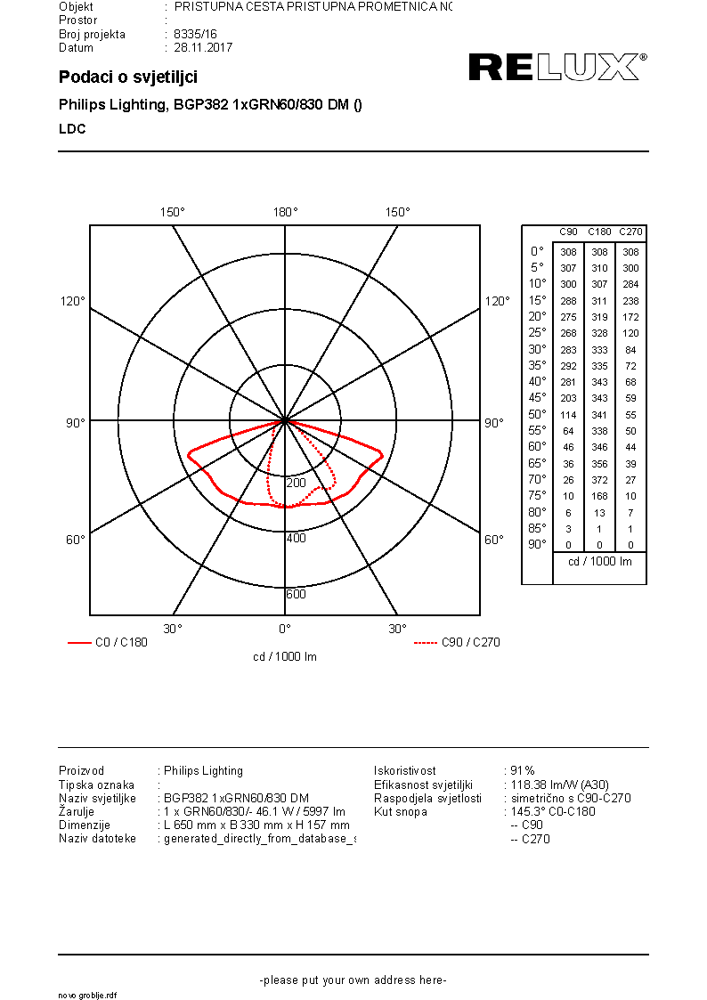 Objekt : PRISTUPNA CESTA PRISTUPNA PROMETNICA
Prostor :
Broj projekta : 8335/16
Datum : 28.11.2017
RELUX®
Podaci o svjetiljci
Philips Lighting, BGP382 1xGRN60/830 DM ()
LDC
150° 180° 150°
120° 120°
90° 90°
60° 60°
200
400
600
30° 0° 30°
C0 / C180 C90 / C270
cd / 1000 lm
C90 C180 C270
0° 308 308 308
5° 307 310 300
10° 300 307 284
15° 288 311 238
20° 275 319 172
25° 268 328 120
30° 283 333 84
35° 292 335 72
40° 281 343 68
45° 203 343 59
50° 114 341 55
55° 64 338 50
60° 46 346 44
65° 36 356 39
70° 26 372 27
75° 10 168 10
80° 6 13 7
85° 3 1 1
90° 0 0 0
cd / 1000 lm
Proizvod : Philips Lighting
Tipska oznaka :
Naziv svjetiljke : BGP382 1xGRN60/830 DM
Žarulje : 1 x GRN60/830/- 46.1 W / 5997 lm
Dimenzije : L 650 mm x B 330 mm x H 157 mm
Naziv datoteke : generated_directly_from_database_s
Iskoristivost : 91%
Efikasnost svjetiljki : 118.38 lm/W (A30)
Raspodjela svjetlosti : simetrično s C90-C270
Kut snopa : 145.3° C0-C180
-- C90
-- C270
-please put your own address here-
novo groblje.rdf